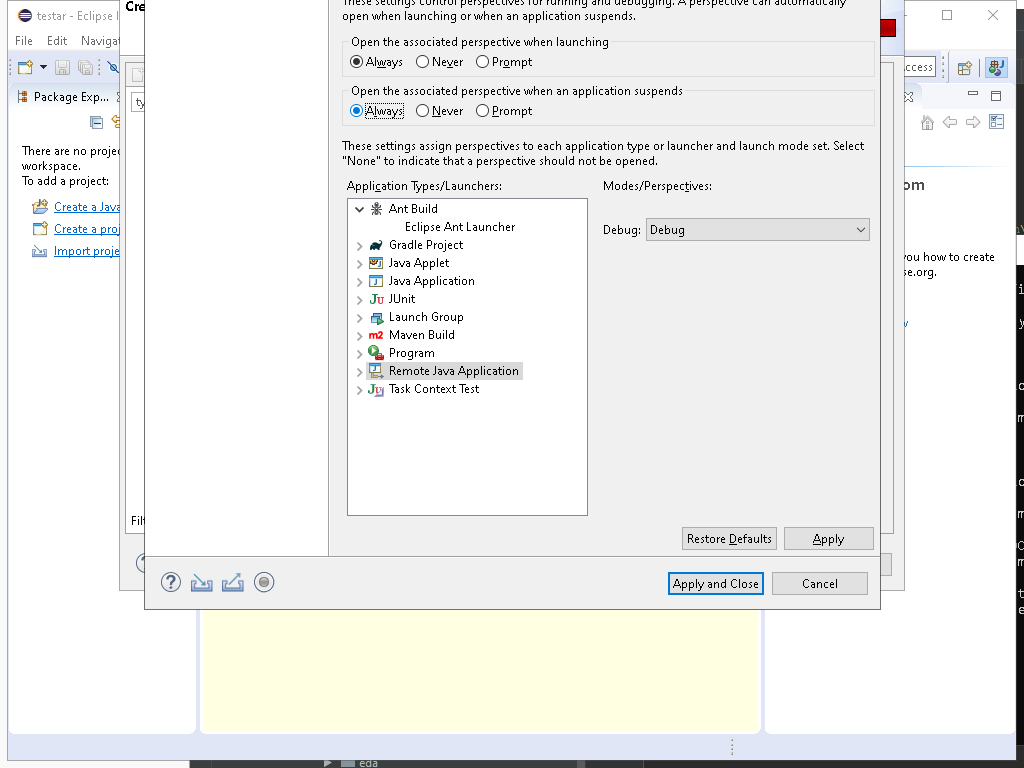 testar - Eclipse I
Cre
These settings control perspectives for running and debugging. A perspective can automatically
open when launching or when an application suspends.
File Edit Naviga
Open the associated perspective when launching
Always Never Prompt
ccess
Package Exp...
Open the associated perspective when an application suspends
ty
Always Never Prompt
There are no proje
workspace.
To add a project:
These settings assign perspectives to each application type or launcher and launch mode set. Select
"None" to indicate that a perspective should not be opened.
Application Types/Launchers:
Modes/Perspectives:
om
Create a Java
Create a proj
Import proje
Ant Build
Eclipse Ant Launcher
Debug: Debug
Gradle Project
Java Applet
you how to create
se.org.
Java Application
JUnit
Launch Group
Maven Build
Program
Remote Java Application
Task Context Test
Filt
Restore Defaults
Apply
Apply and Close
Cancel
eda